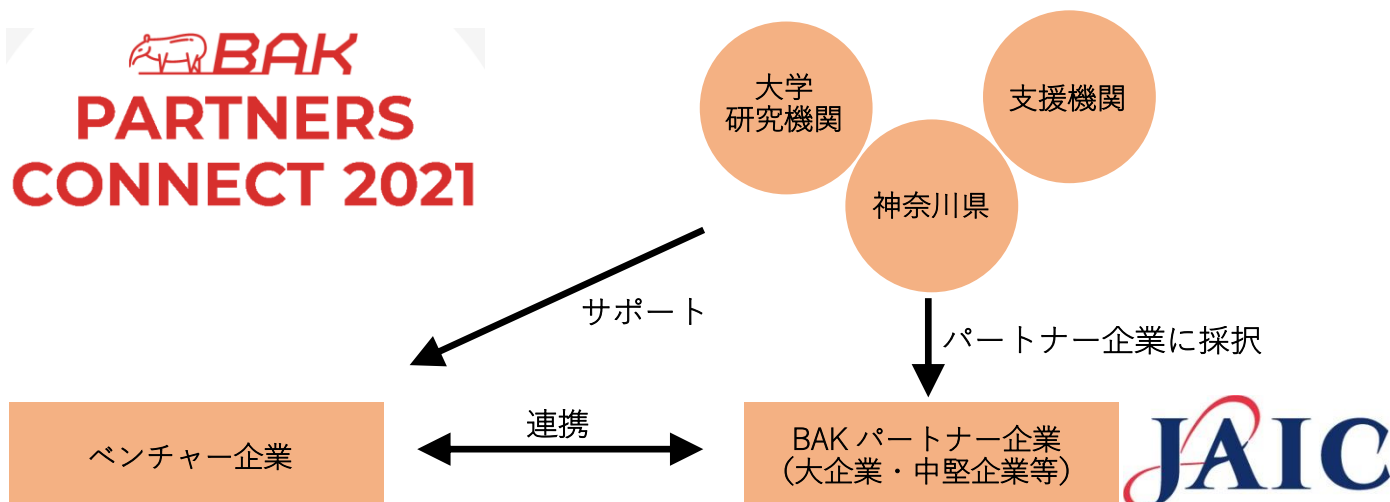 BAK
PARTNERS
CONNECT 2021
大学
研究機関
支援機関
神奈川県
サポート
パートナー企業に採択
ベンチャー企業
連携
BAK パートナー企業
(大企業・中堅企業等)
JAIC